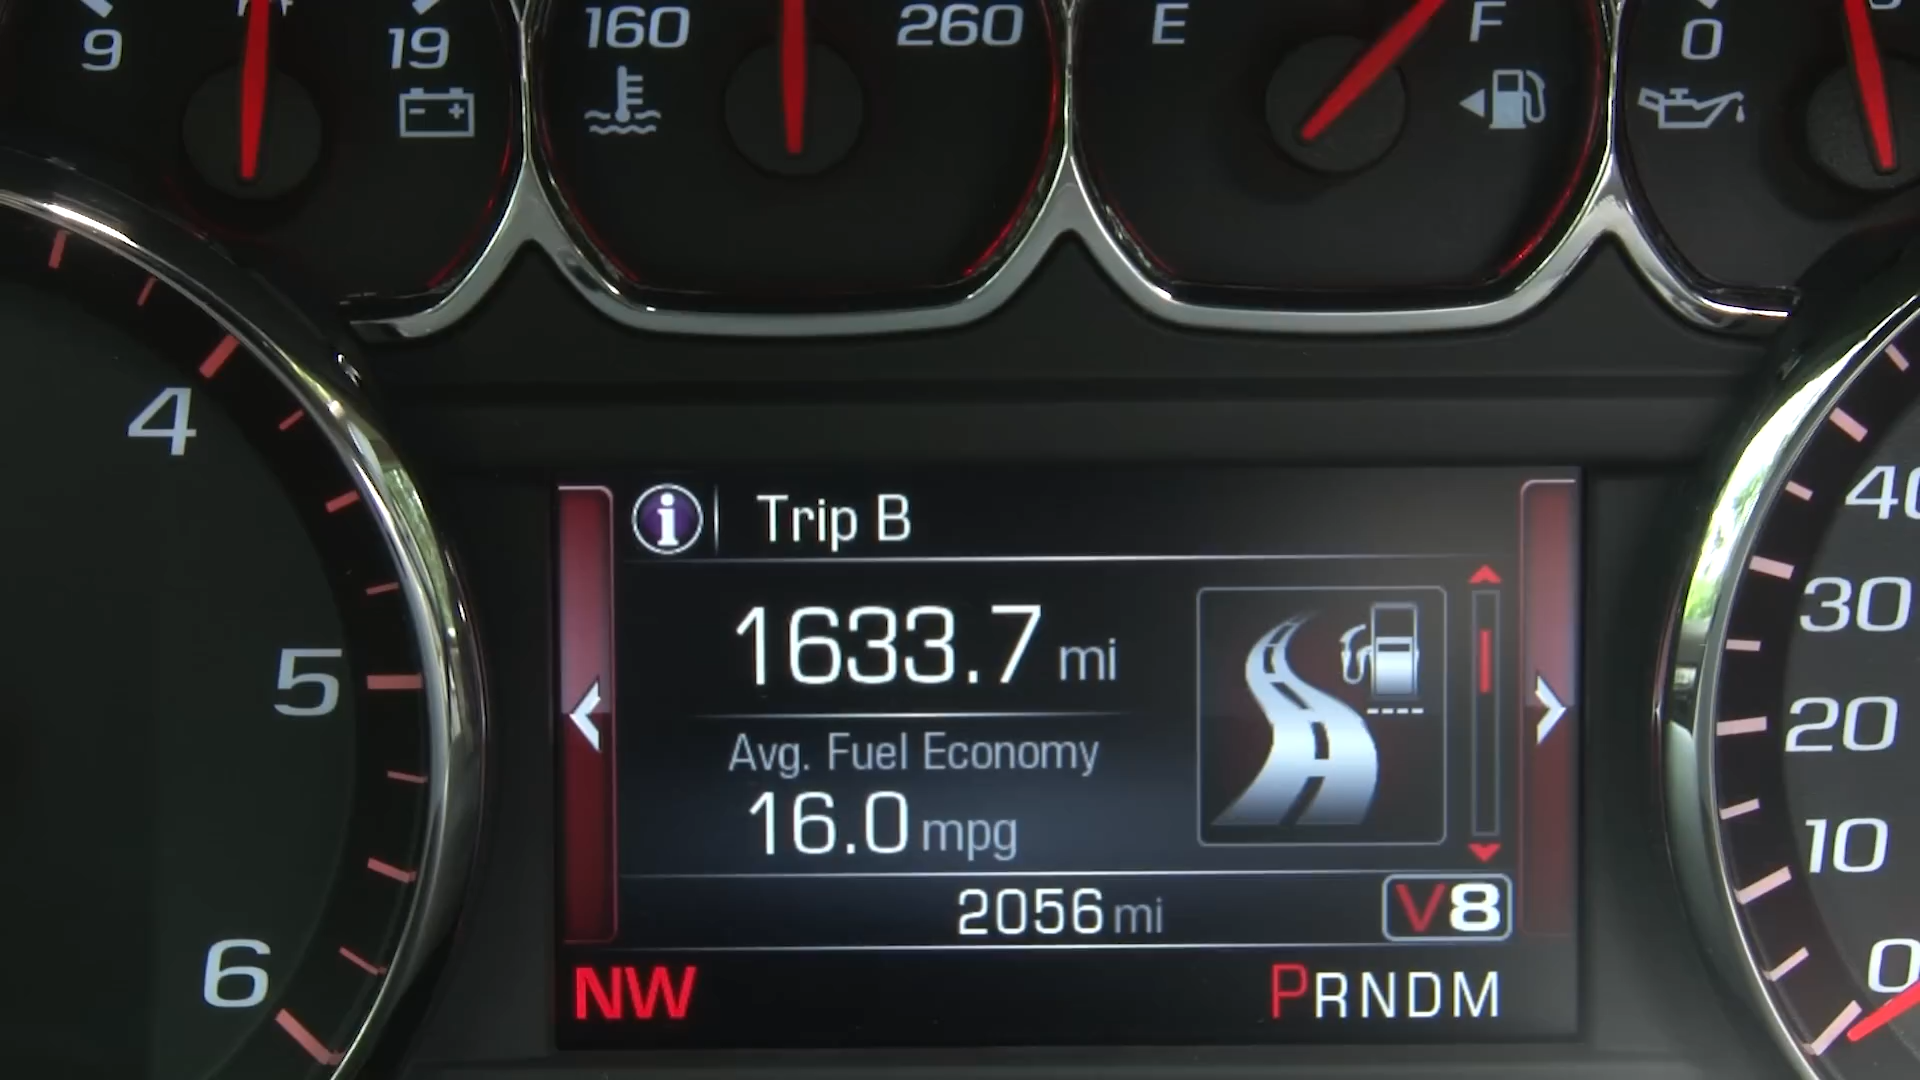 9 19 160 260 E F 0
4
5
6
Trip B
1633.7 mi
Avg. Fuel Economy
16.0 mpg
2056 mi V8
NW PRNDM
30
20
10
0